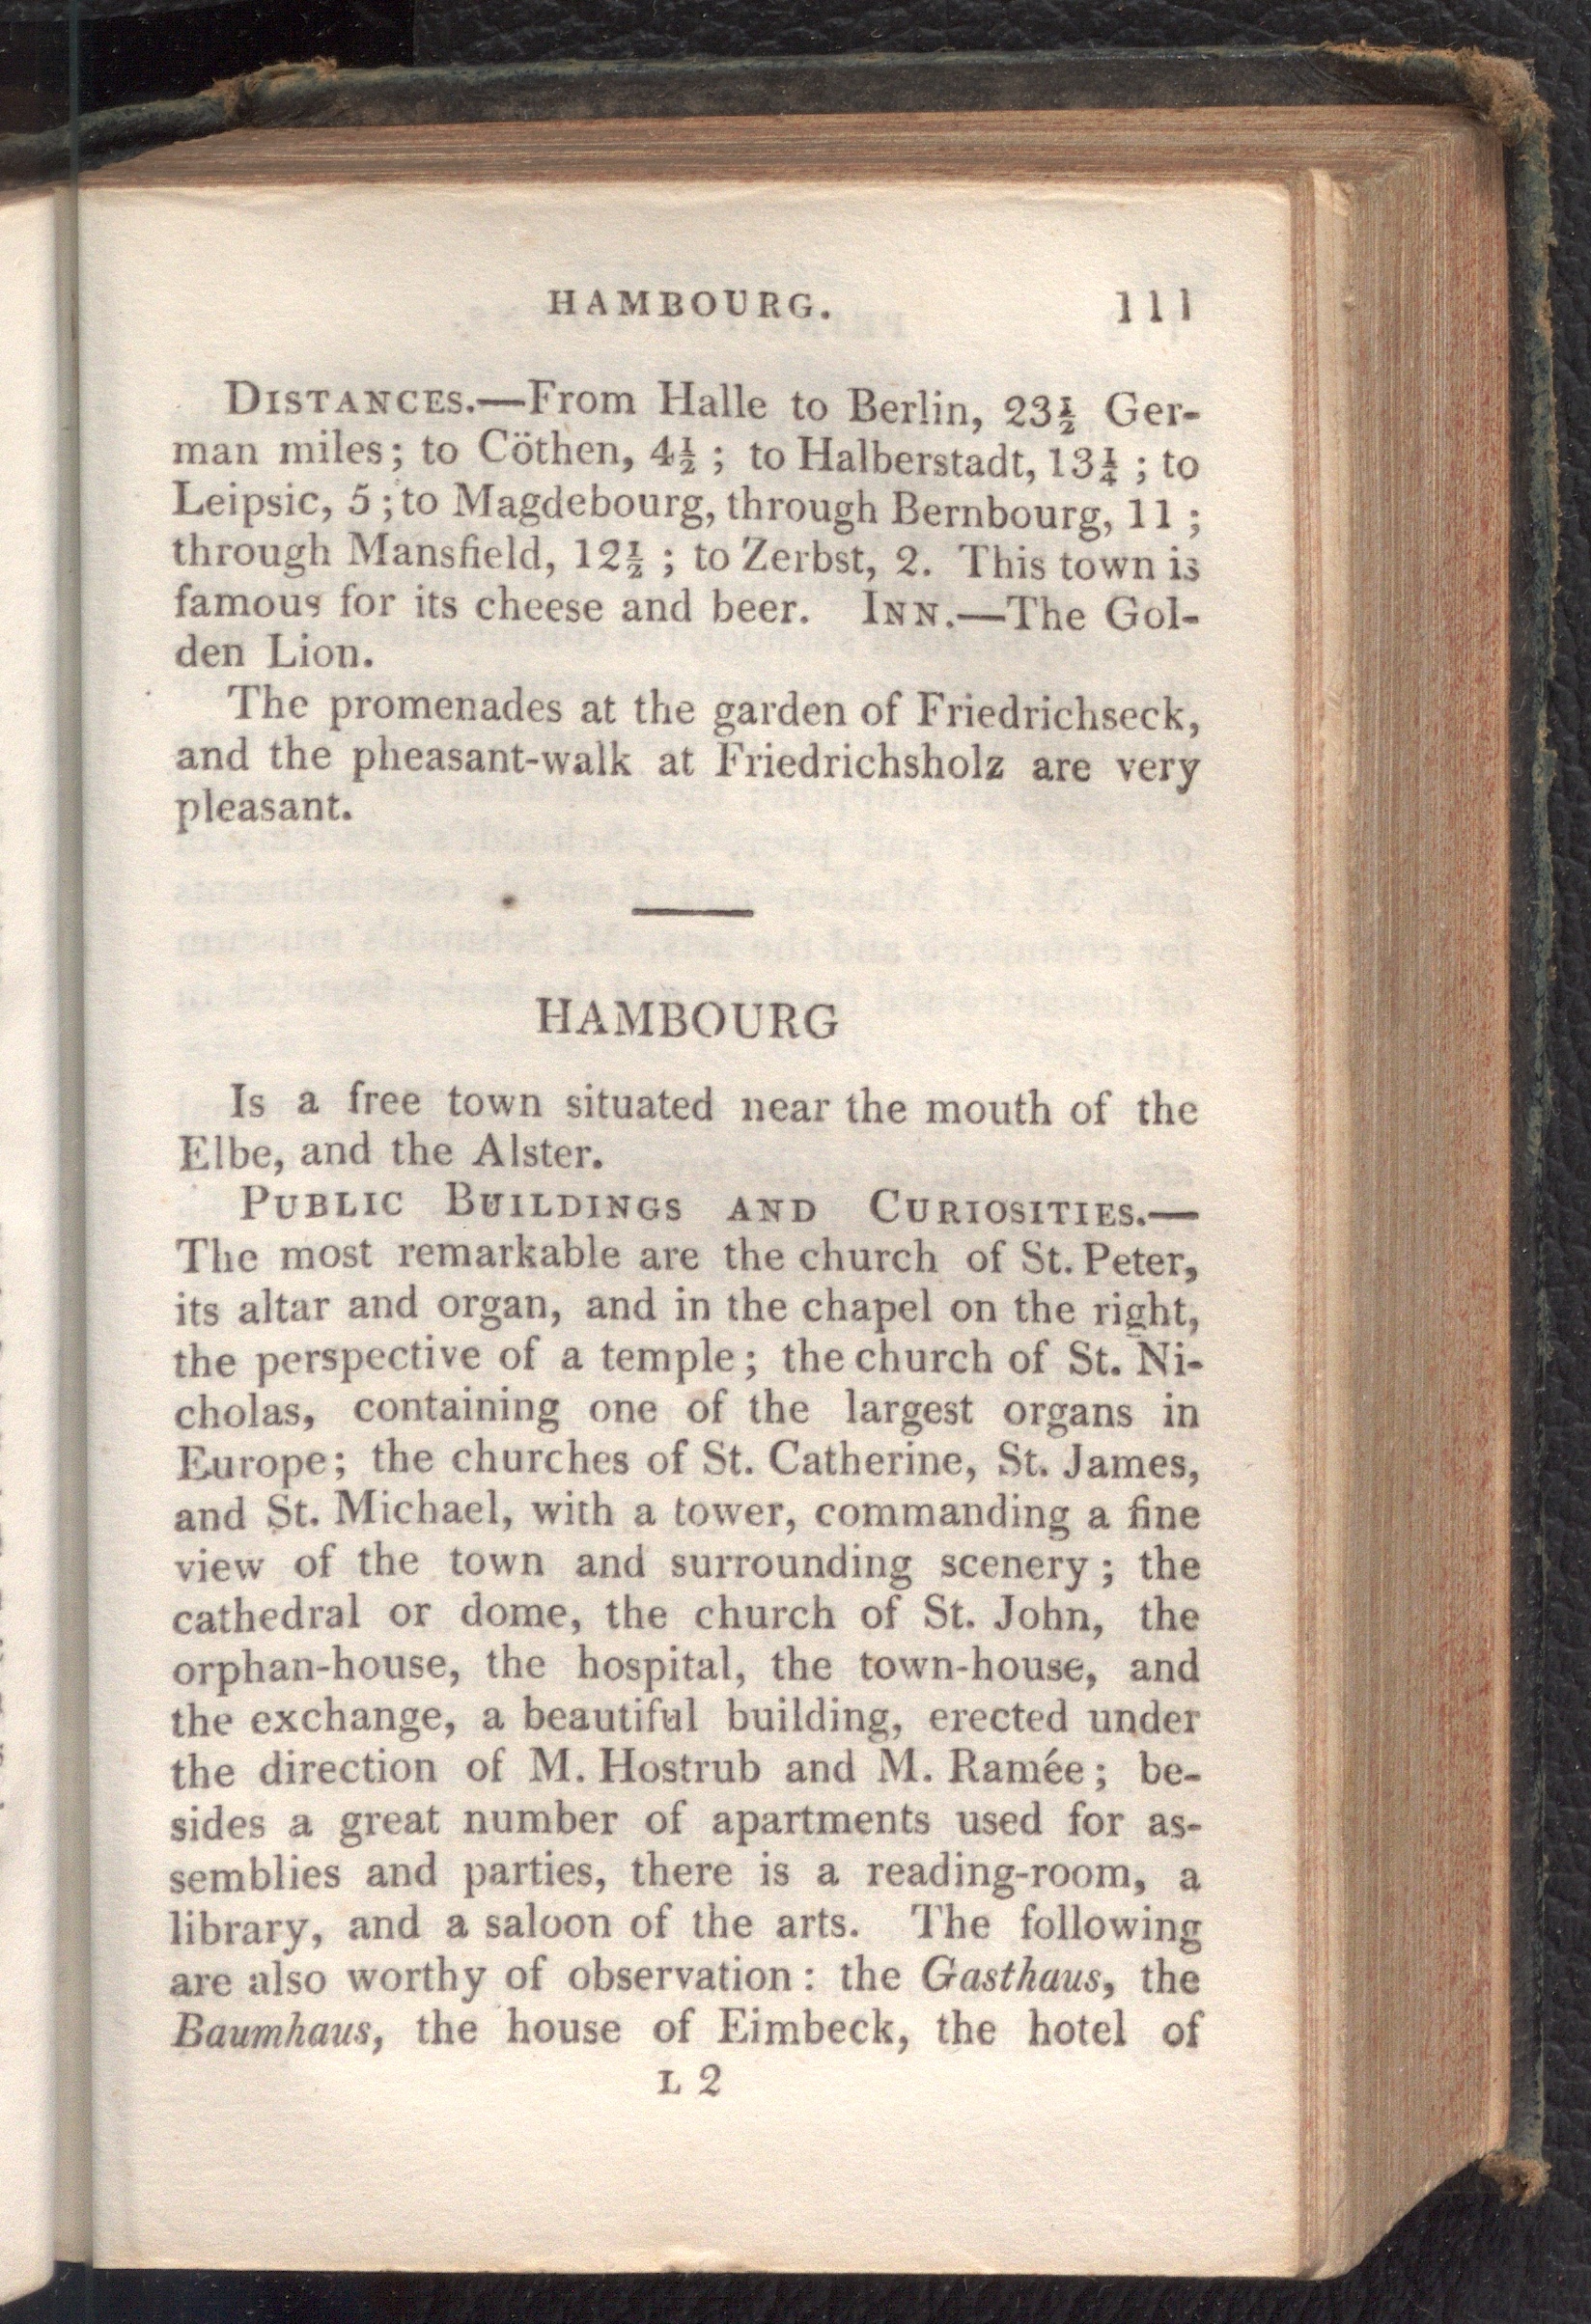 HAMBOURG. 111
DISTANCES.—From Halle to Berlin, 23½ Ger-
man miles; to Cöthen, 4½ ; to Halberstadt, 13¼ ; to
Leipsic, 5 ; to Magdebourg, through Bernbourg, 11 ;
through Mansfield, 12½ ; to Zerbst, 2. This town is
famous for its cheese and beer. INN.—The Gol-
den Lion.
The promenades at the garden of Friedrichseck,
and the pheasant-walk at Friedrichsholz are very
pleasant.
HAMBOURG
Is a free town situated near the mouth of the
Elbe, and the Alster.
PUBLIC BUILDINGS AND CURIOSITIES.—
The most remarkable are the church of St. Peter,
its altar and organ, and in the chapel on the right,
the perspective of a temple; the church of St. Ni-
cholas, containing one of the largest organs in
Europe; the churches of St. Catherine, St. James,
and St. Michael, with a tower, commanding a fine
view of the town and surrounding scenery; the
cathedral or dome, the church of St. John, the
orphan-house, the hospital, the town-house, and
the exchange, a beautiful building, erected under
the direction of M. Hostrub and M. Ramée; be-
sides a great number of apartments used for as-
semblies and parties, there is a reading-room, a
library, and a saloon of the arts. The following
are also worthy of observation: the Gasthaus, the
Baumhaus, the house of Eimbeck, the hotel of
L 2